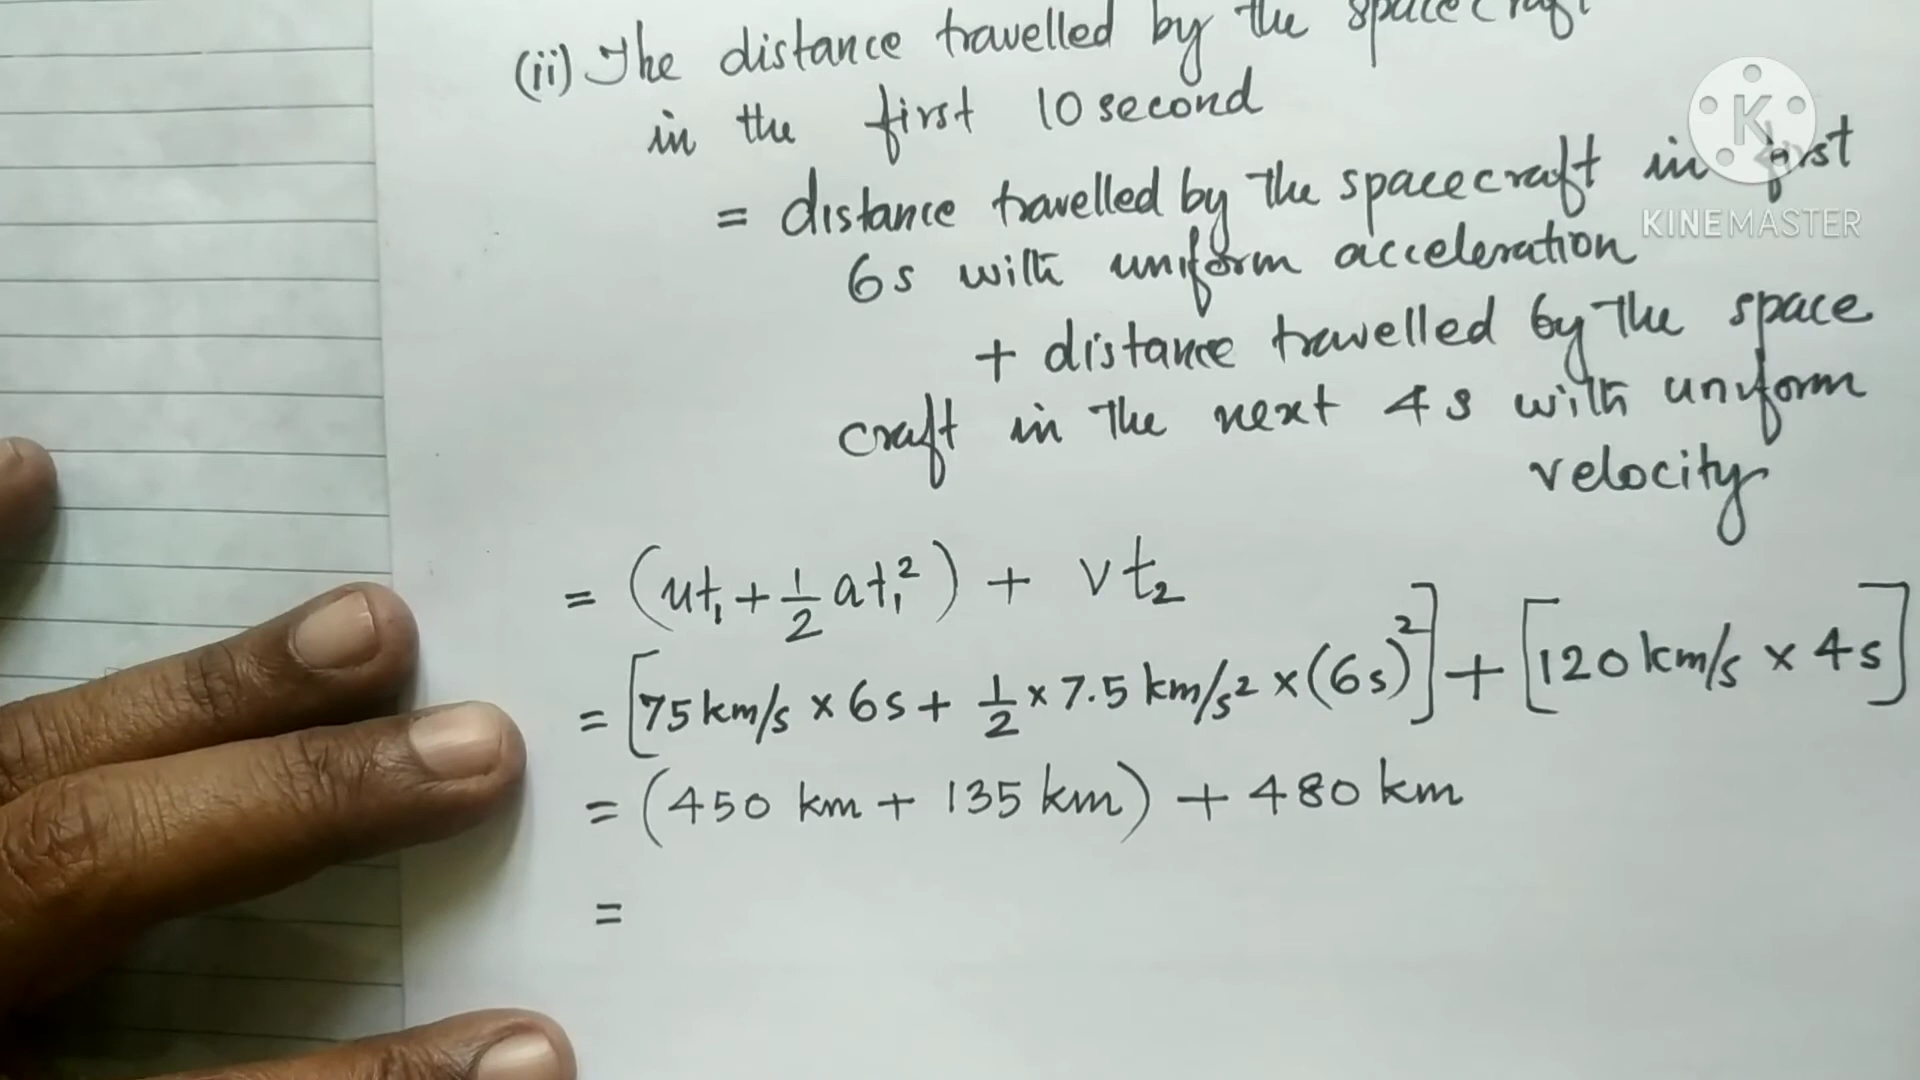 (ii) The distance travelled by the spacecraft
in the first 10 second
= distance travelled by the spacecraft in first
6s with uniform acceleration
+ distance travelled by the space
craft in the next 4s with uniform
velocity
= (ut₁ + 1/2 at₁²) + vt₂
= [75 km/s × 6s + 1/2 × 7.5 km/s² × (6s)²] + [120 km/s × 4s]
= (450 km + 135 km) + 480 km
=
K
KINEMASTER